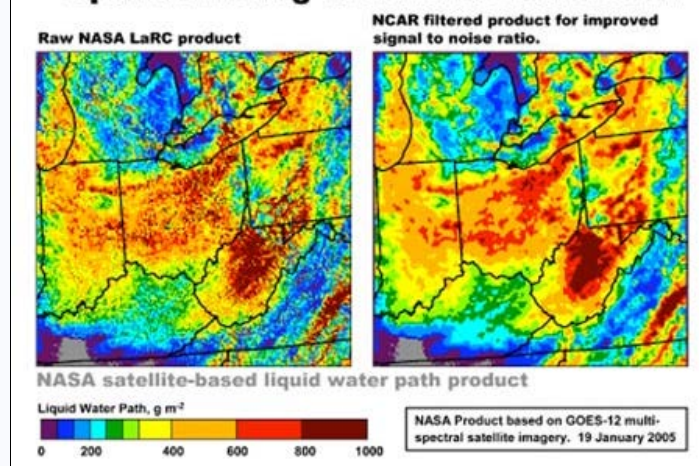 Raw NASA LaRC product
NCAR filtered product for improved
signal to noise ratio.
NASA satellite-based liquid water path product
Liquid Water Path, g m-2
0 200 400 600 800 1000
NASA Product based on GOES-12 multi-
spectral satellite imagery. 19 January 2005